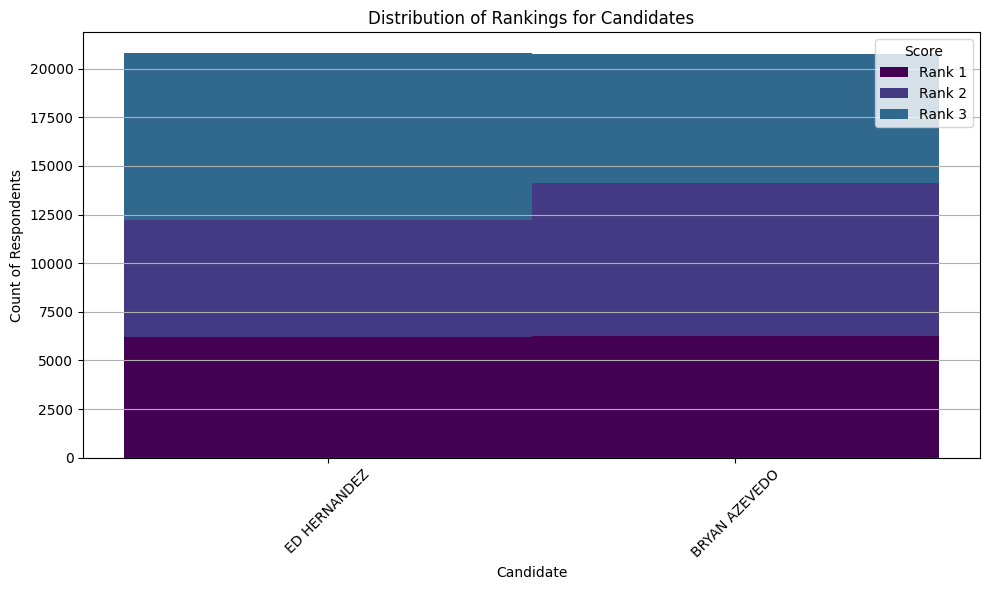 Distribution of Rankings for Candidates
Score
Rank 1
Rank 2
Rank 3
Count of Respondents
20000
17500
15000
12500
10000
7500
5000
2500
0
ED HERNANDEZ
BRYAN AZEVEDO
Candidate